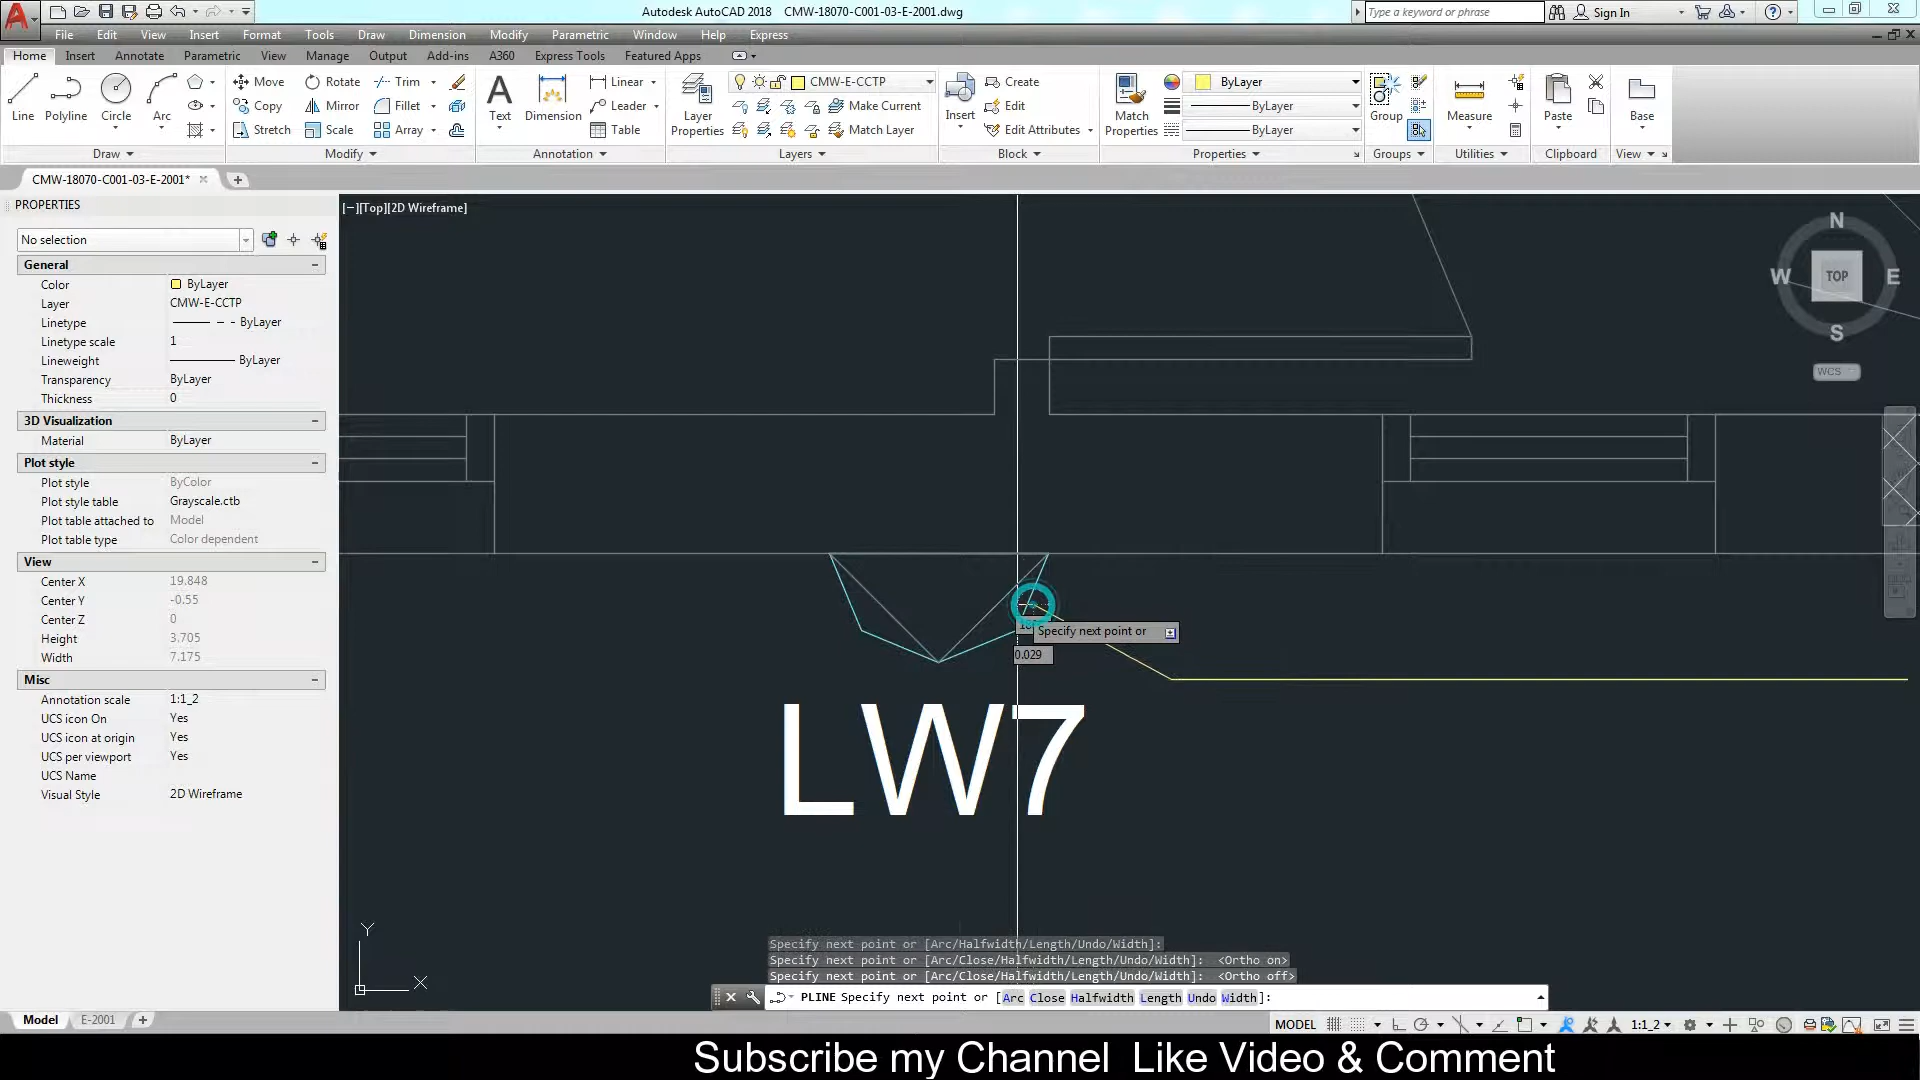 Autodesk AutoCAD 2018 CMW-18070-C001-03-E-2001.dwg
Type a keyword or phrase
Sign In
File Edit View Insert Format Tools Draw Dimension Modify Parametric Window Help Express
Home Insert Annotate Parametric View Manage Output Add-ins A360 Express Tools Featured Apps
Line Polyline Circle Arc
Move Rotate Trim
Copy Mirror Fillet
Stretch Scale Array
Text Dimension
Linear
Leader
Table
Layer Properties
CMW-E-CCTP
Make Current
Match Layer
Insert
Create
Edit
Edit Attributes
Match Properties
ByLayer
ByLayer
ByLayer
Group
Measure
Paste
Base
Draw Modify Annotation Layers Block Properties Groups Utilities Clipboard View
CMW-18070-C001-03-E-2001*
PROPERTIES
No selection
General
Color ByLayer
Layer CMW-E-CCTP
Linetype ByLayer
Linetype scale 1
Lineweight ByLayer
Transparency ByLayer
Thickness 0
3D Visualization
Material ByLayer
Plot style
Plot style ByColor
Plot style table Grayscale.ctb
Plot table attached to Model
Plot table type Color dependent
View
Center X 19.848
Center Y -0.55
Center Z 0
Height 3.705
Width 7.175
Misc
Annotation scale 1:1_2
UCS icon On Yes
UCS icon at origin Yes
UCS per viewport Yes
UCS Name
Visual Style 2D Wireframe
[−][Top][2D Wireframe]
N
W TOP E
S
WCS
Specify next point or
0.029
LW7
Y
X
Specify next point or [Arc/Halfwidth/Length/Undo/Width]:
Specify next point or [Arc/Close/Halfwidth/Length/Undo/Width]: <Ortho on>
Specify next point or [Arc/Close/Halfwidth/Length/Undo/Width]: <Ortho off>
PLINE Specify next point or [Arc Close Halfwidth Length Undo Width]:
Model E-2001
MODEL 1:1_2
Subscribe my Channel Like Video & Comment